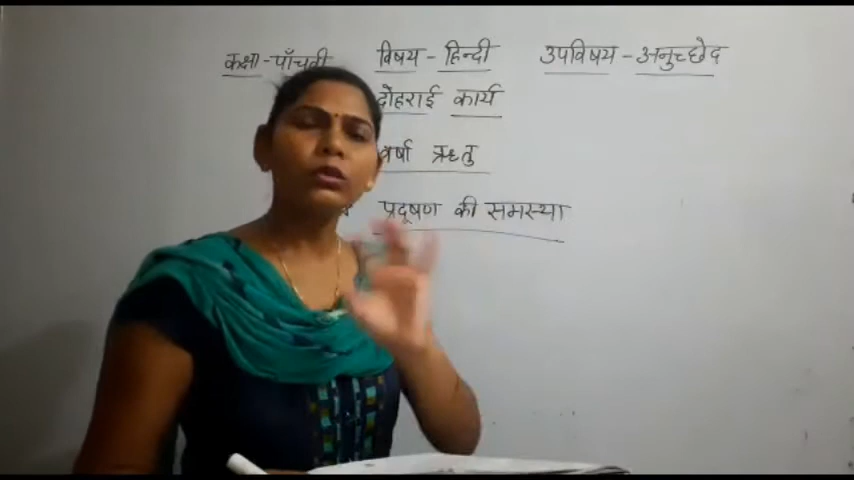 कक्षा - पाँचवी विषय - हिन्दी उपविषय - अनुच्छेद
दोहराई कार्य
वर्षा ऋतु
प्रदूषण की समस्या